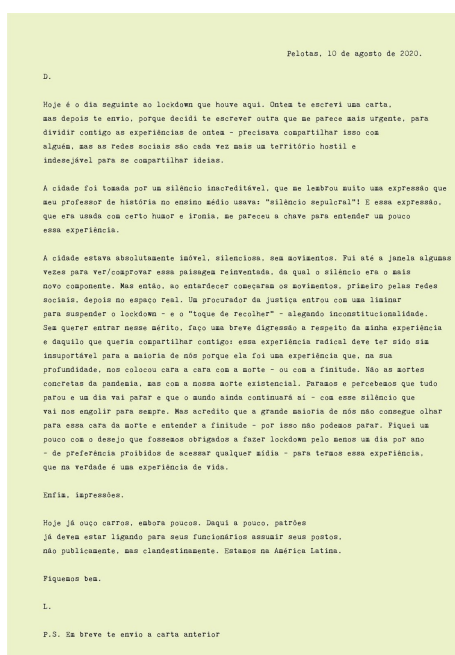 Pelotas, 10 de agosto de 2020.
D.
Hoje é o dia seguinte ao lockdown que houve aqui. Ontem te escrevi uma carta,
mas depois te envio, porque decidi te escrever outra que me parece mais urgente, para
dividir contigo as experiências de ontem - precisava compartilhar isso com
alguém, mas as redes sociais são cada vez mais um território hostil e
indesejável para se compartilhar ideias.
A cidade foi tomada por um silêncio inacreditável, que me lembrou muito uma expressão que
meu professor de história no ensino médio usava: "silêncio sepulcral"! E essa expressão,
que era usada com certo humor e ironia, me pareceu a chave para entender um pouco
essa experiência.
A cidade estava absolutamente imóvel, silenciosa, sem movimentos. Fui até a janela algumas
vezes para ver/comprovar essa paisagem reinventada, da qual o silêncio era o mais
novo componente. Mas então, ao entardecer começaram os movimentos, primeiro pelas redes
sociais, depois no espaço real. Um procurador da justiça entrou com uma liminar
para suspender o lockdown - e o "toque de recolher" - alegando inconstitucionalidade.
Sem querer entrar nesse mérito, faço uma breve digressão a respeito da minha experiência
e daquilo que queria compartilhar contigo: essa experiência radical deve ter sido sim
insuportável para a maioria de nós porque ela foi uma experiência que, na sua
profundidade, nos colocou cara a cara com a morte - ou com a finitude. Não as mortes
concretas da pandemia, mas com a nossa morte existencial. Paramos e percebemos que tudo
parou e um dia vai parar e que o mundo ainda continuará aí - com esse silêncio que
vai nos engolir para sempre. Mas acredito que a grande maioria de nós não consegue olhar
para essa cara da morte e entender a finitude - por isso não podemos parar. Fiquei um
pouco com o desejo que fossemos obrigados a fazer lockdown pelo menos um dia por ano
- de preferência proibidos de acessar qualquer mídia - para termos essa experiência,
que na verdade é uma experiência de vida.
Enfim, impressões.
Hoje já ouço carros, embora poucos. Daqui a pouco, patrões
já devem estar ligando para seus funcionários assumir seus postos,
não publicamente, mas clandestinamente. Estamos na América Latina.
Fiquemos bem.
L.
P.S. Em breve te envio a carta anterior